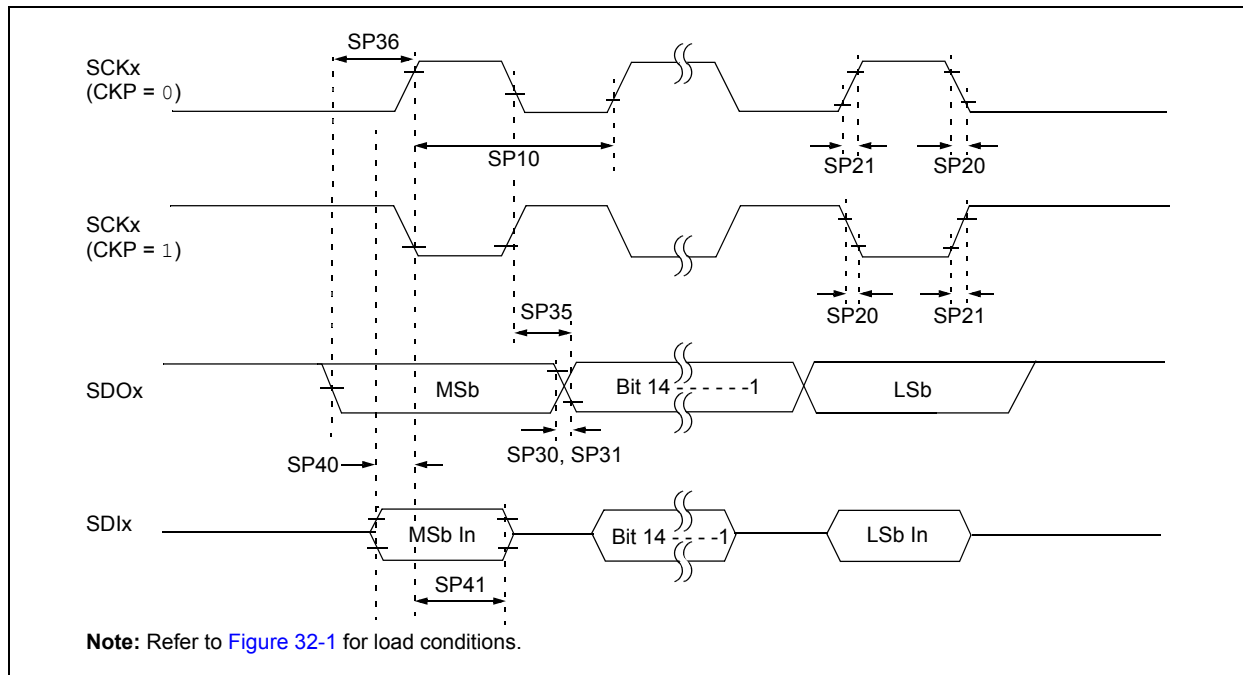 SP36
SCKx
(CKP = 0)
SP10
SP21
SP20
SCKx
(CKP = 1)
SP35
SP20
SP21
SDOx
MSb
Bit 14 - - - - - -1
LSb
SP40
SP30, SP31
SDIx
MSb In
Bit 14 - - - -1
LSb In
SP41
Note: Refer to Figure 32-1 for load conditions.